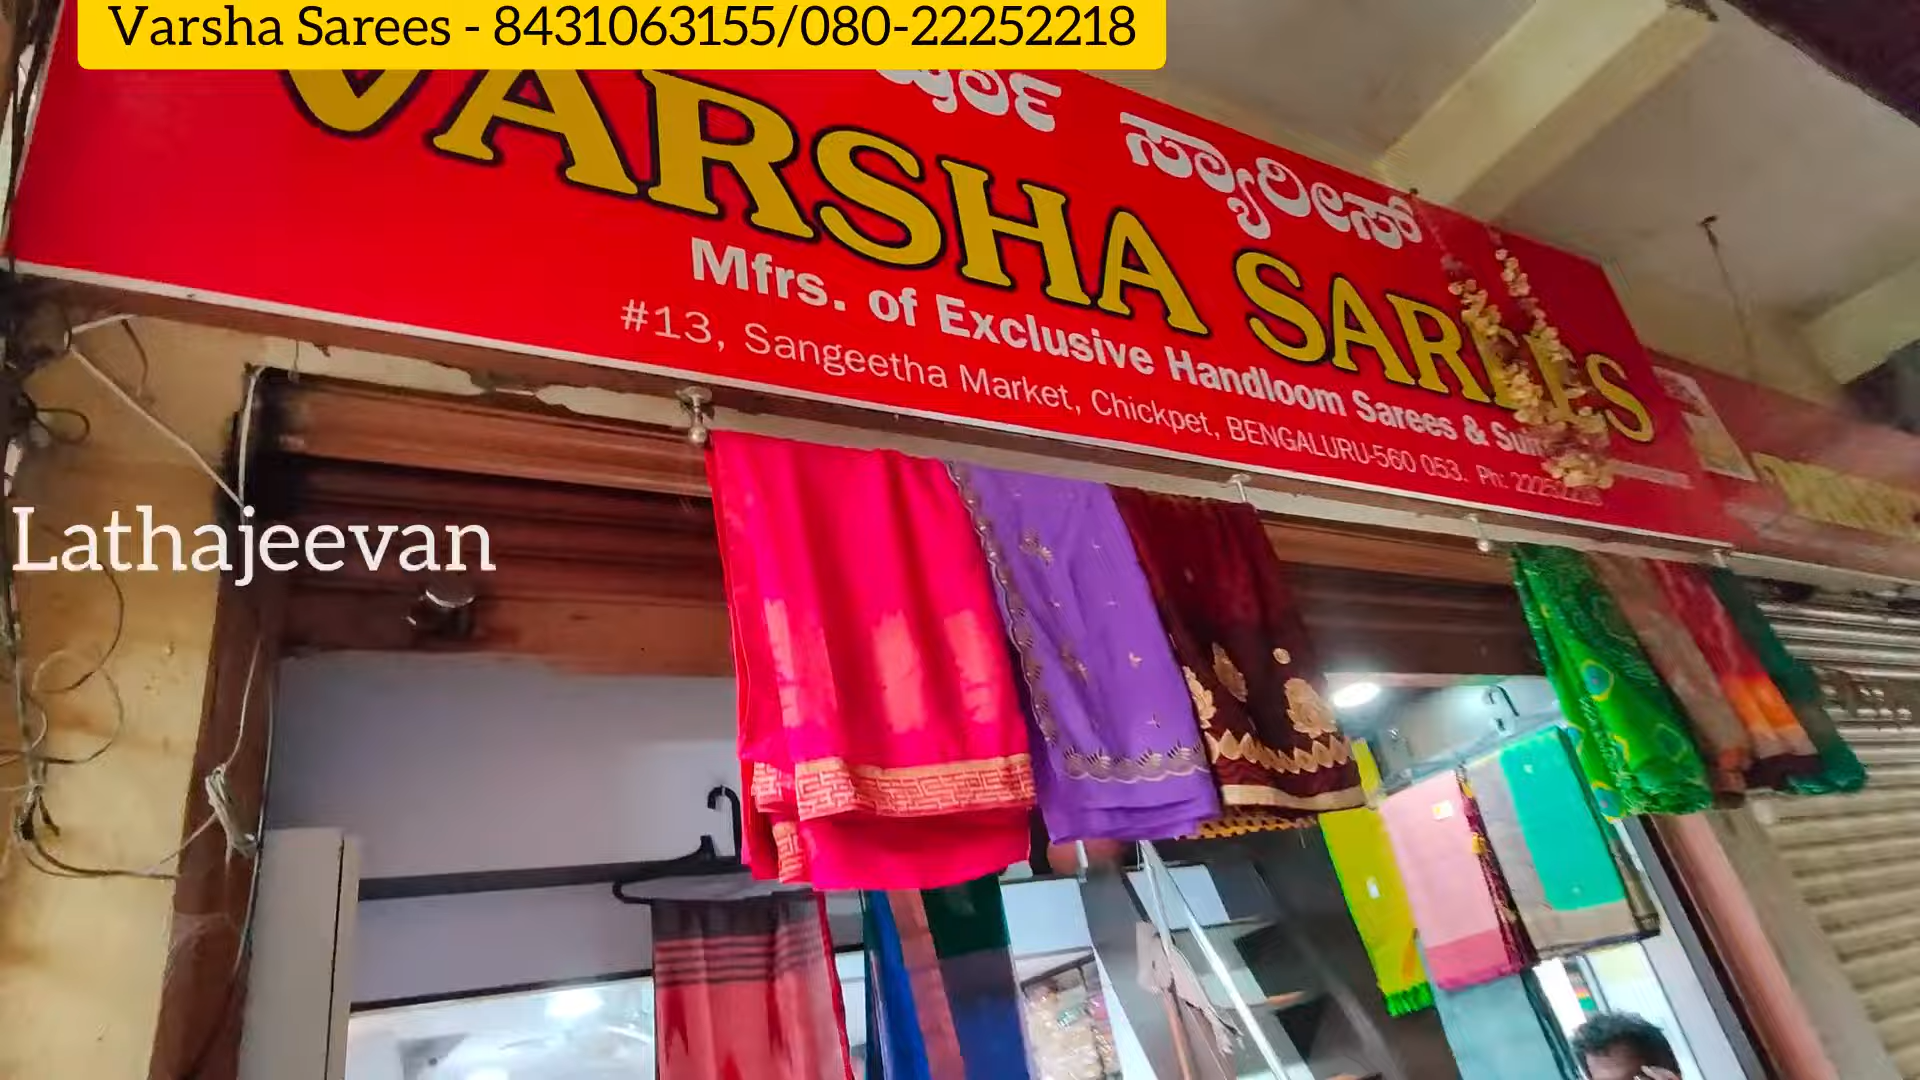 Varsha Sarees - 8431063155/080-22252218
ಸ್ಯಾರೀಸ್
VARSHA SAREES
Mfrs. of Exclusive Handloom Sarees &
#13, Sangeetha Market, Chickpet, BENGALURU-560 053. Ph:
Lathajeevan